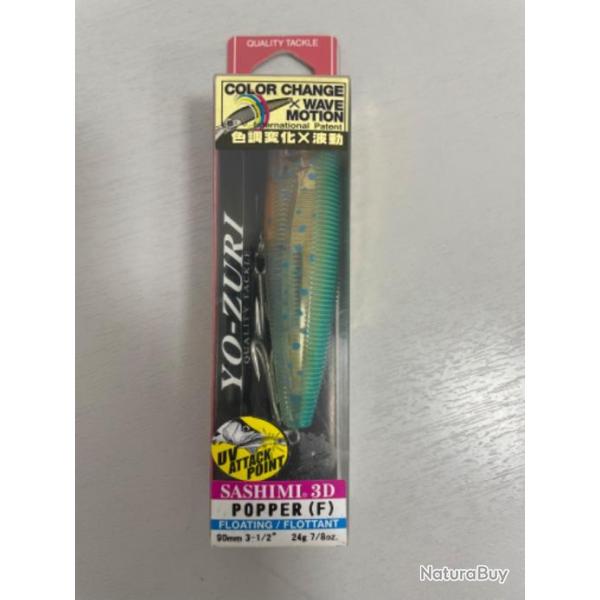 QUALITY TACKLE
COLOR CHANGE
×WAVE
MOTION
International Patent
色調変化×波動
YO-ZURI
QUALITY TACKLE
UV
ATTACK
POINT
SASHIMI® 3D
POPPER (F)
FLOATING / FLOTTANT
90mm 3-1/2" 24g 7/8oz.
NaturaBuy